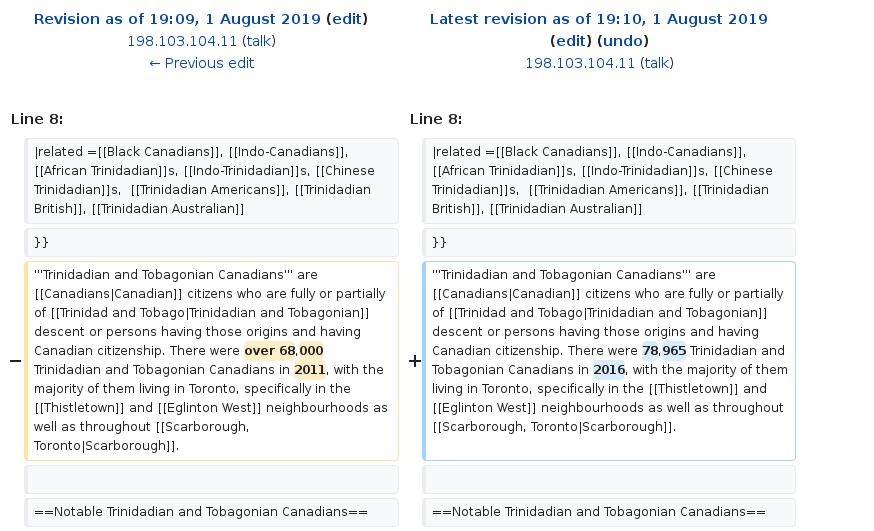 Revision as of 19:09, 1 August 2019 (edit)
198.103.104.11 (talk)
← Previous edit
Latest revision as of 19:10, 1 August 2019
(edit) (undo)
198.103.104.11 (talk)
Line 8:
Line 8:
|related =[[Black Canadians]], [[Indo-Canadians]],
[[African Trinidadian]]s, [[Indo-Trinidadian]]s, [[Chinese
Trinidadian]]s,  [[Trinidadian Americans]], [[Trinidadian
British]], [[Trinidadian Australian]]
|related =[[Black Canadians]], [[Indo-Canadians]],
[[African Trinidadian]]s, [[Indo-Trinidadian]]s, [[Chinese
Trinidadian]]s,  [[Trinidadian Americans]], [[Trinidadian
British]], [[Trinidadian Australian]]
}}
}}
−
'''Trinidadian and Tobagonian Canadians''' are
[[Canadians|Canadian]] citizens who are fully or partially
of [[Trinidad and Tobago|Trinidadian and Tobagonian]]
descent or persons having those origins and having
Canadian citizenship. There were over 68,000
Trinidadian and Tobagonian Canadians in 2011, with the
majority of them living in Toronto, specifically in the
[[Thistletown]] and [[Eglinton West]] neighbourhoods as
well as throughout [[Scarborough,
Toronto|Scarborough]].
+
'''Trinidadian and Tobagonian Canadians''' are
[[Canadians|Canadian]] citizens who are fully or partially
of [[Trinidad and Tobago|Trinidadian and Tobagonian]]
descent or persons having those origins and having
Canadian citizenship. There were 78,965 Trinidadian and
Tobagonian Canadians in 2016, with the majority of them
living in Toronto, specifically in the [[Thistletown]] and
[[Eglinton West]] neighbourhoods as well as throughout
[[Scarborough, Toronto|Scarborough]].
==Notable Trinidadian and Tobagonian Canadians==
==Notable Trinidadian and Tobagonian Canadians==